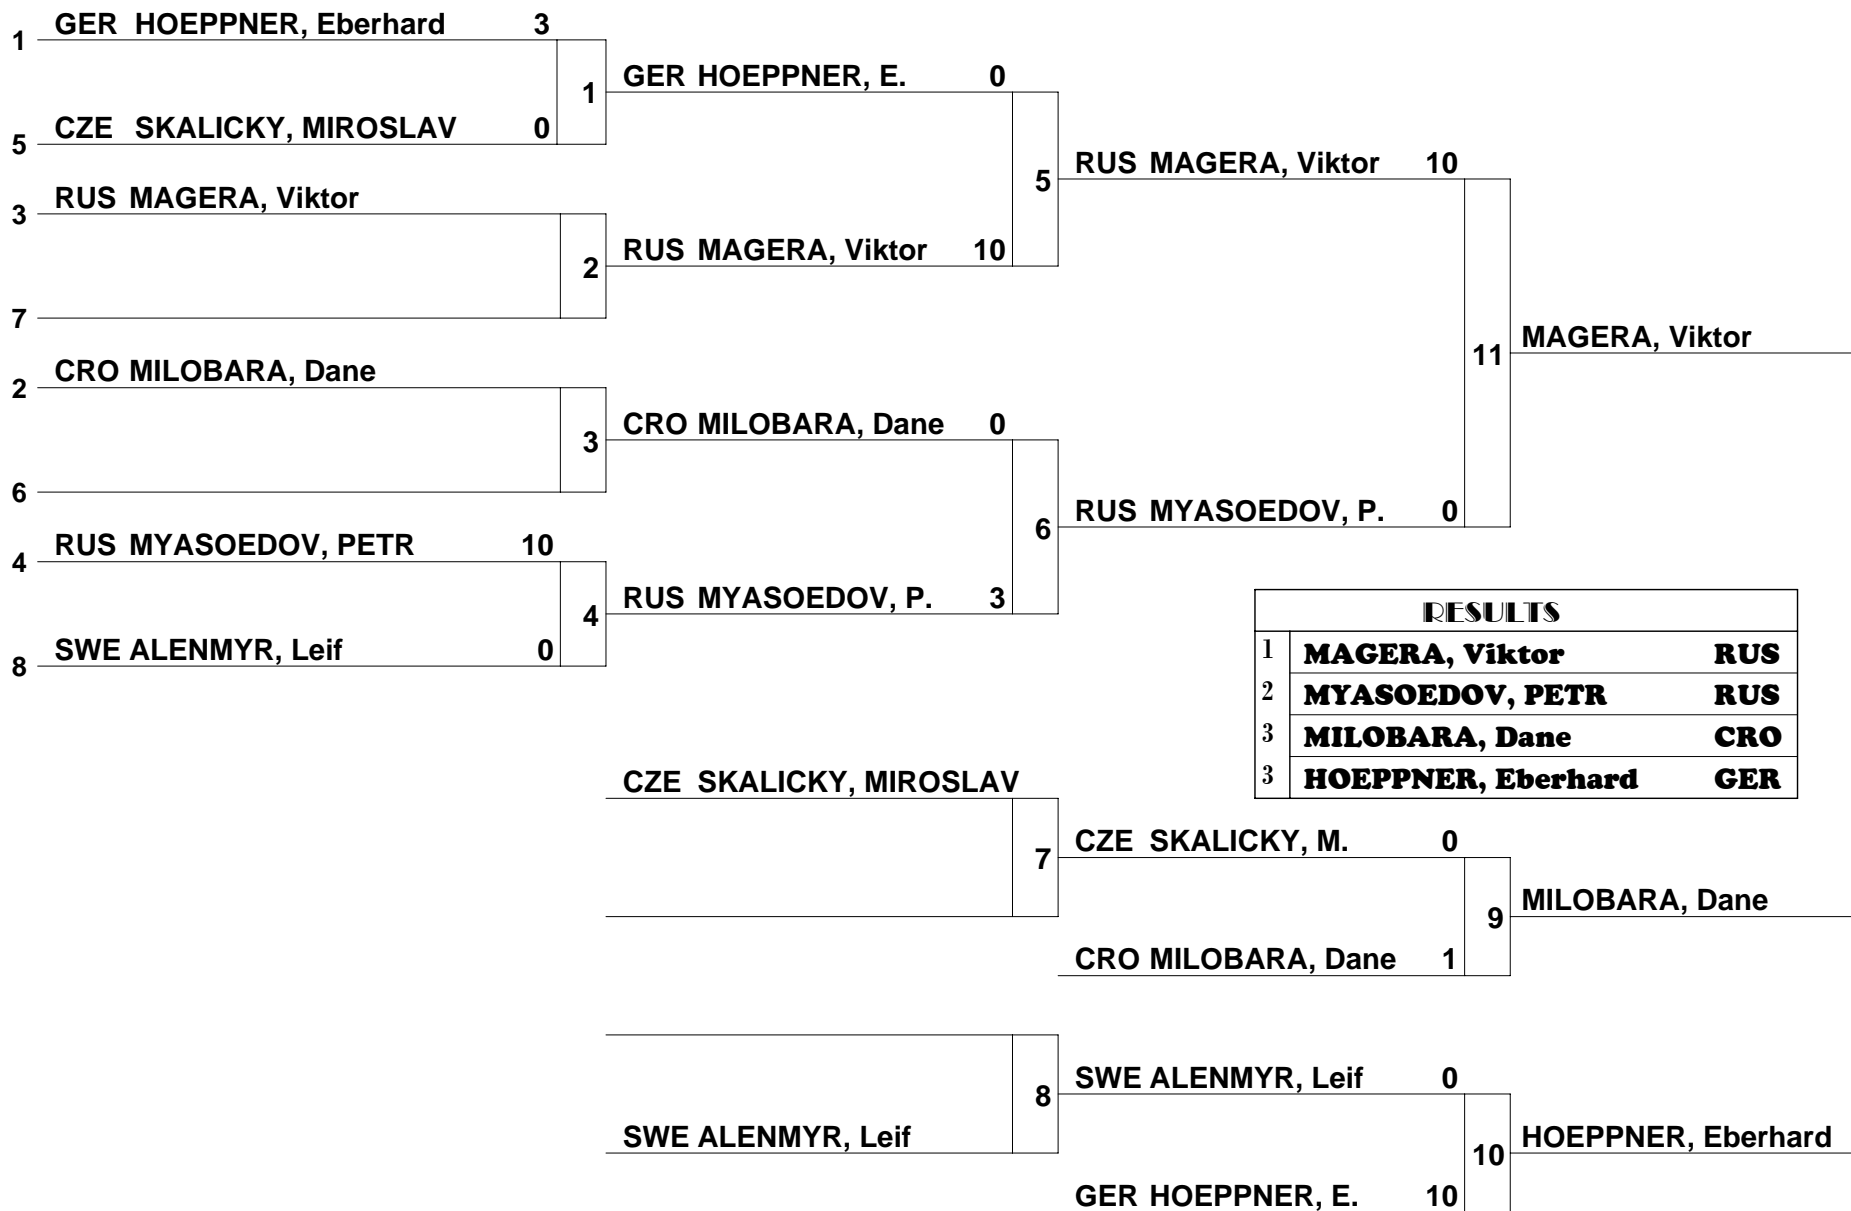 1 GER HOEPPNER, Eberhard 3
1 GER HOEPPNER, E. 0
5 CZE SKALICKY, MIROSLAV 0
5 RUS MAGERA, Viktor 10
3 RUS MAGERA, Viktor
2 RUS MAGERA, Viktor 10
7
11 MAGERA, Viktor
2 CRO MILOBARA, Dane
3 CRO MILOBARA, Dane 0
6
6 RUS MYASOEDOV, P. 0
4 RUS MYASOEDOV, PETR 10
4 RUS MYASOEDOV, P. 3
8 SWE ALENMYR, Leif 0
RESULTS
1 MAGERA, Viktor RUS
2 MYASOEDOV, PETR RUS
3 MILOBARA, Dane CRO
3 HOEPPNER, Eberhard GER
CZE SKALICKY, MIROSLAV
7 CZE SKALICKY, M. 0
9 MILOBARA, Dane
CRO MILOBARA, Dane 1
8 SWE ALENMYR, Leif 0
SWE ALENMYR, Leif
10 HOEPPNER, Eberhard
GER HOEPPNER, E. 10